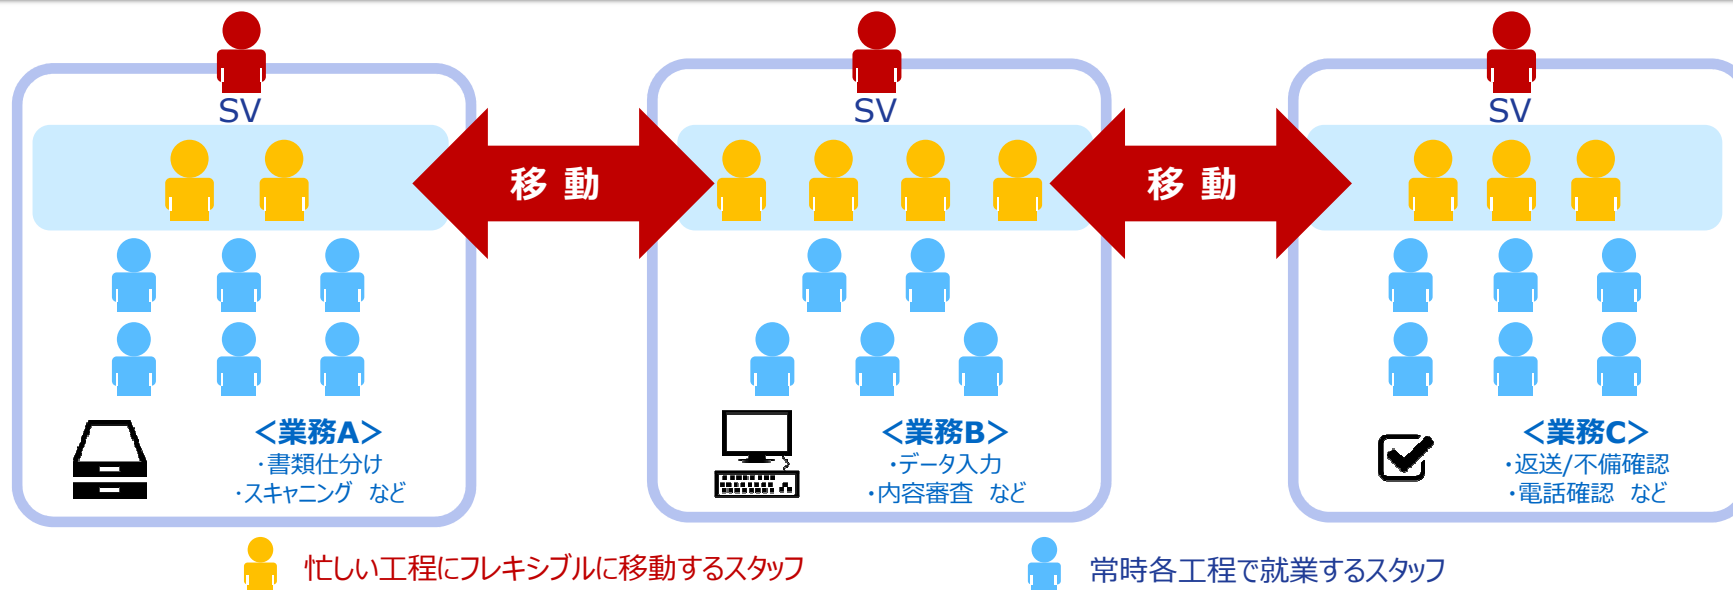 SV
SV
SV
移 動
移 動
＜業務A＞
・書類仕分け
・スキャニング など
＜業務B＞
・データ入力
・内容審査 など
＜業務C＞
・返送/不備確認
・電話確認 など
忙しい工程にフレキシブルに移動するスタッフ
常時各工程で就業するスタッフ